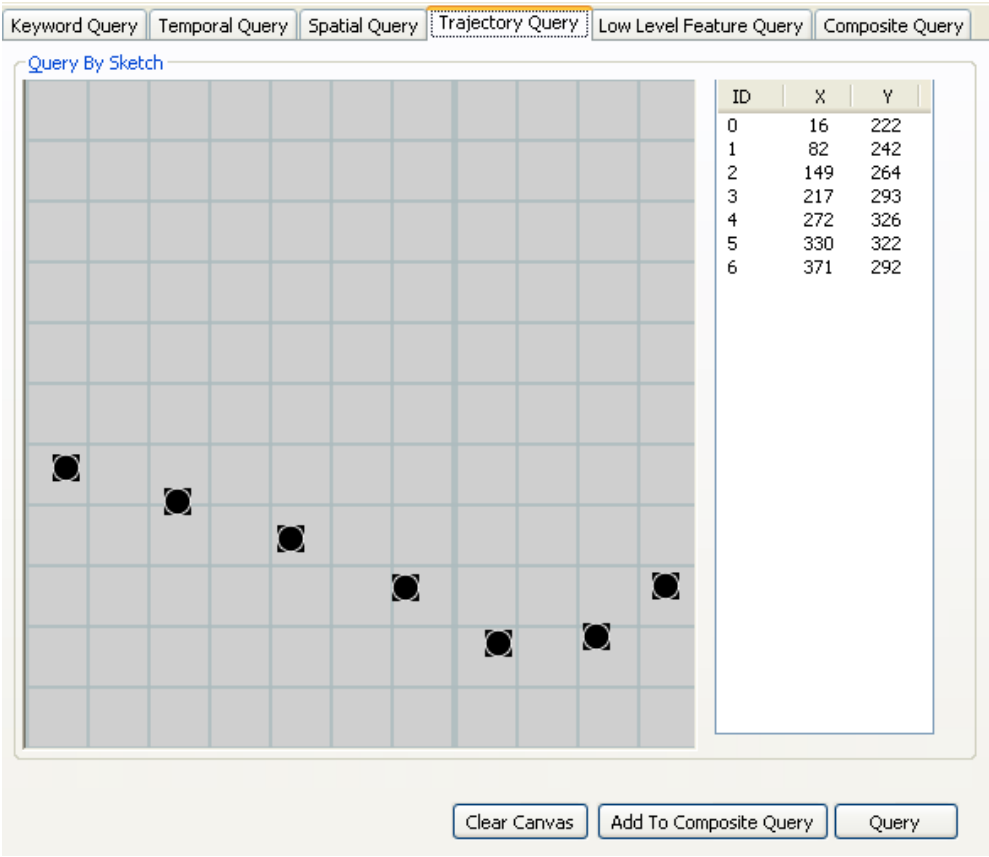 Keyword Query Temporal Query Spatial Query Trajectory Query Low Level Feature Query Composite Query
Query By Sketch
ID X Y
0 16 222
1 82 242
2 149 264
3 217 293
4 272 326
5 330 322
6 371 292
Clear Canvas Add To Composite Query Query